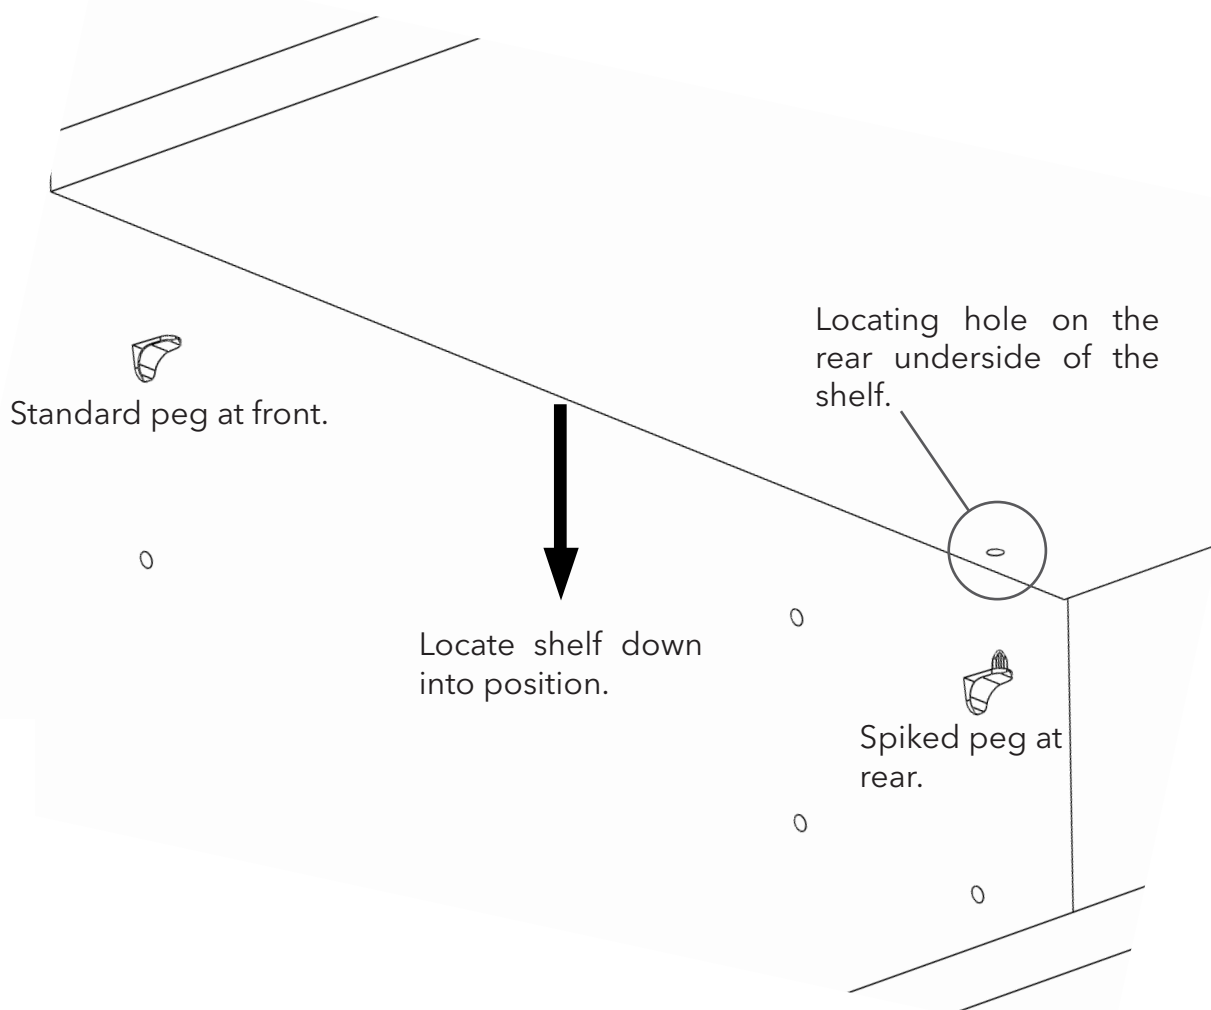 Locating hole on the
rear underside of the
shelf.
Standard peg at front.
Locate shelf down
into position.
Spiked peg at
rear.